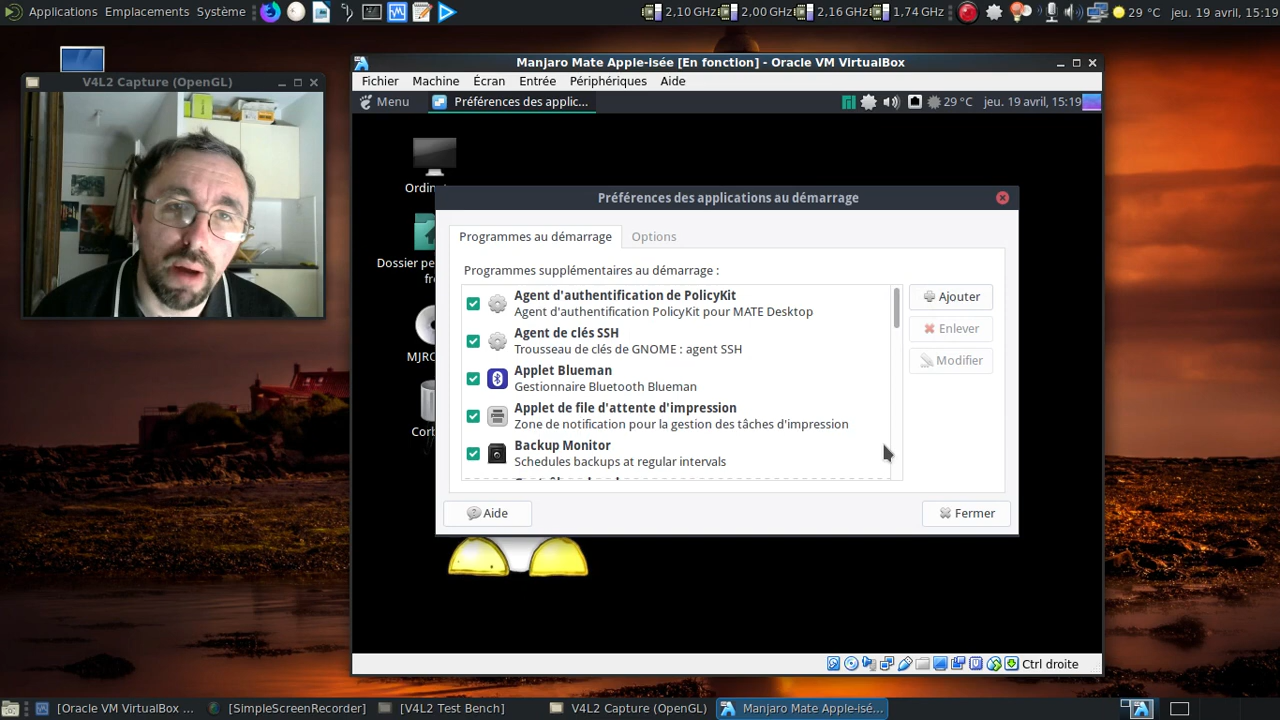 Applications Emplacements Système
2,10 GHz 2,00 GHz 2,16 GHz 1,74 GHz
29 °C jeu. 19 avril, 15:19
V4L2 Capture (OpenGL)
Manjaro Mate Apple-isée [En fonction] - Oracle VM VirtualBox
Fichier Machine Écran Entrée Périphériques Aide
Menu Préférences des applic... 29 °C jeu. 19 avril, 15:19
Préférences des applications au démarrage
Programmes au démarrage Options
Programmes supplémentaires au démarrage :
Agent d'authentification de PolicyKit
Agent d'authentification PolicyKit pour MATE Desktop
Agent de clés SSH
Trousseau de clés de GNOME : agent SSH
Applet Blueman
Gestionnaire Bluetooth Blueman
Applet de file d'attente d'impression
Zone de notification pour la gestion des tâches d'impression
Backup Monitor
Schedules backups at regular intervals
Ajouter
Enlever
Modifier
Aide
Fermer
Ordin
Dossier pe
fre
MJRO
Corb
Ctrl droite
[Oracle VM VirtualBox ... [SimpleScreenRecorder] [V4L2 Test Bench] V4L2 Capture (OpenGL) Manjaro Mate Apple-isé...